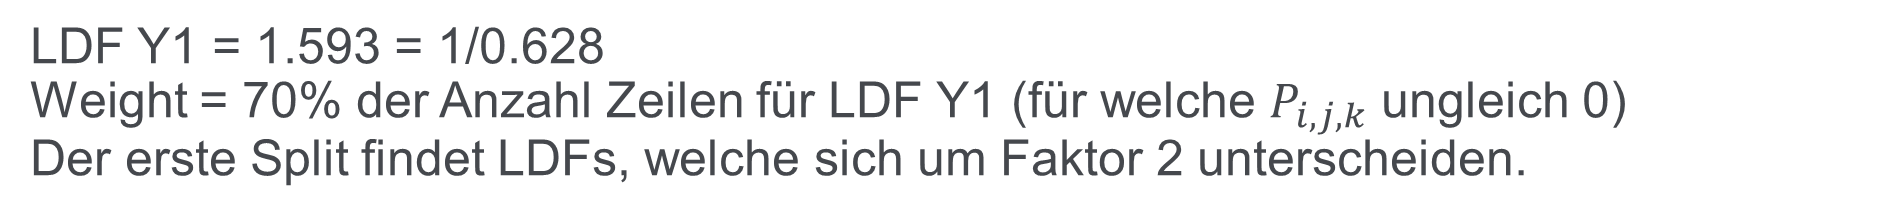 LDF Y1 = 1.593 = 1/0.628
Weight = 70% der Anzahl Zeilen für LDF Y1 (für welche $P_{i,j,k}$ ungleich 0)
Der erste Split findet LDFs, welche sich um Faktor 2 unterscheiden.